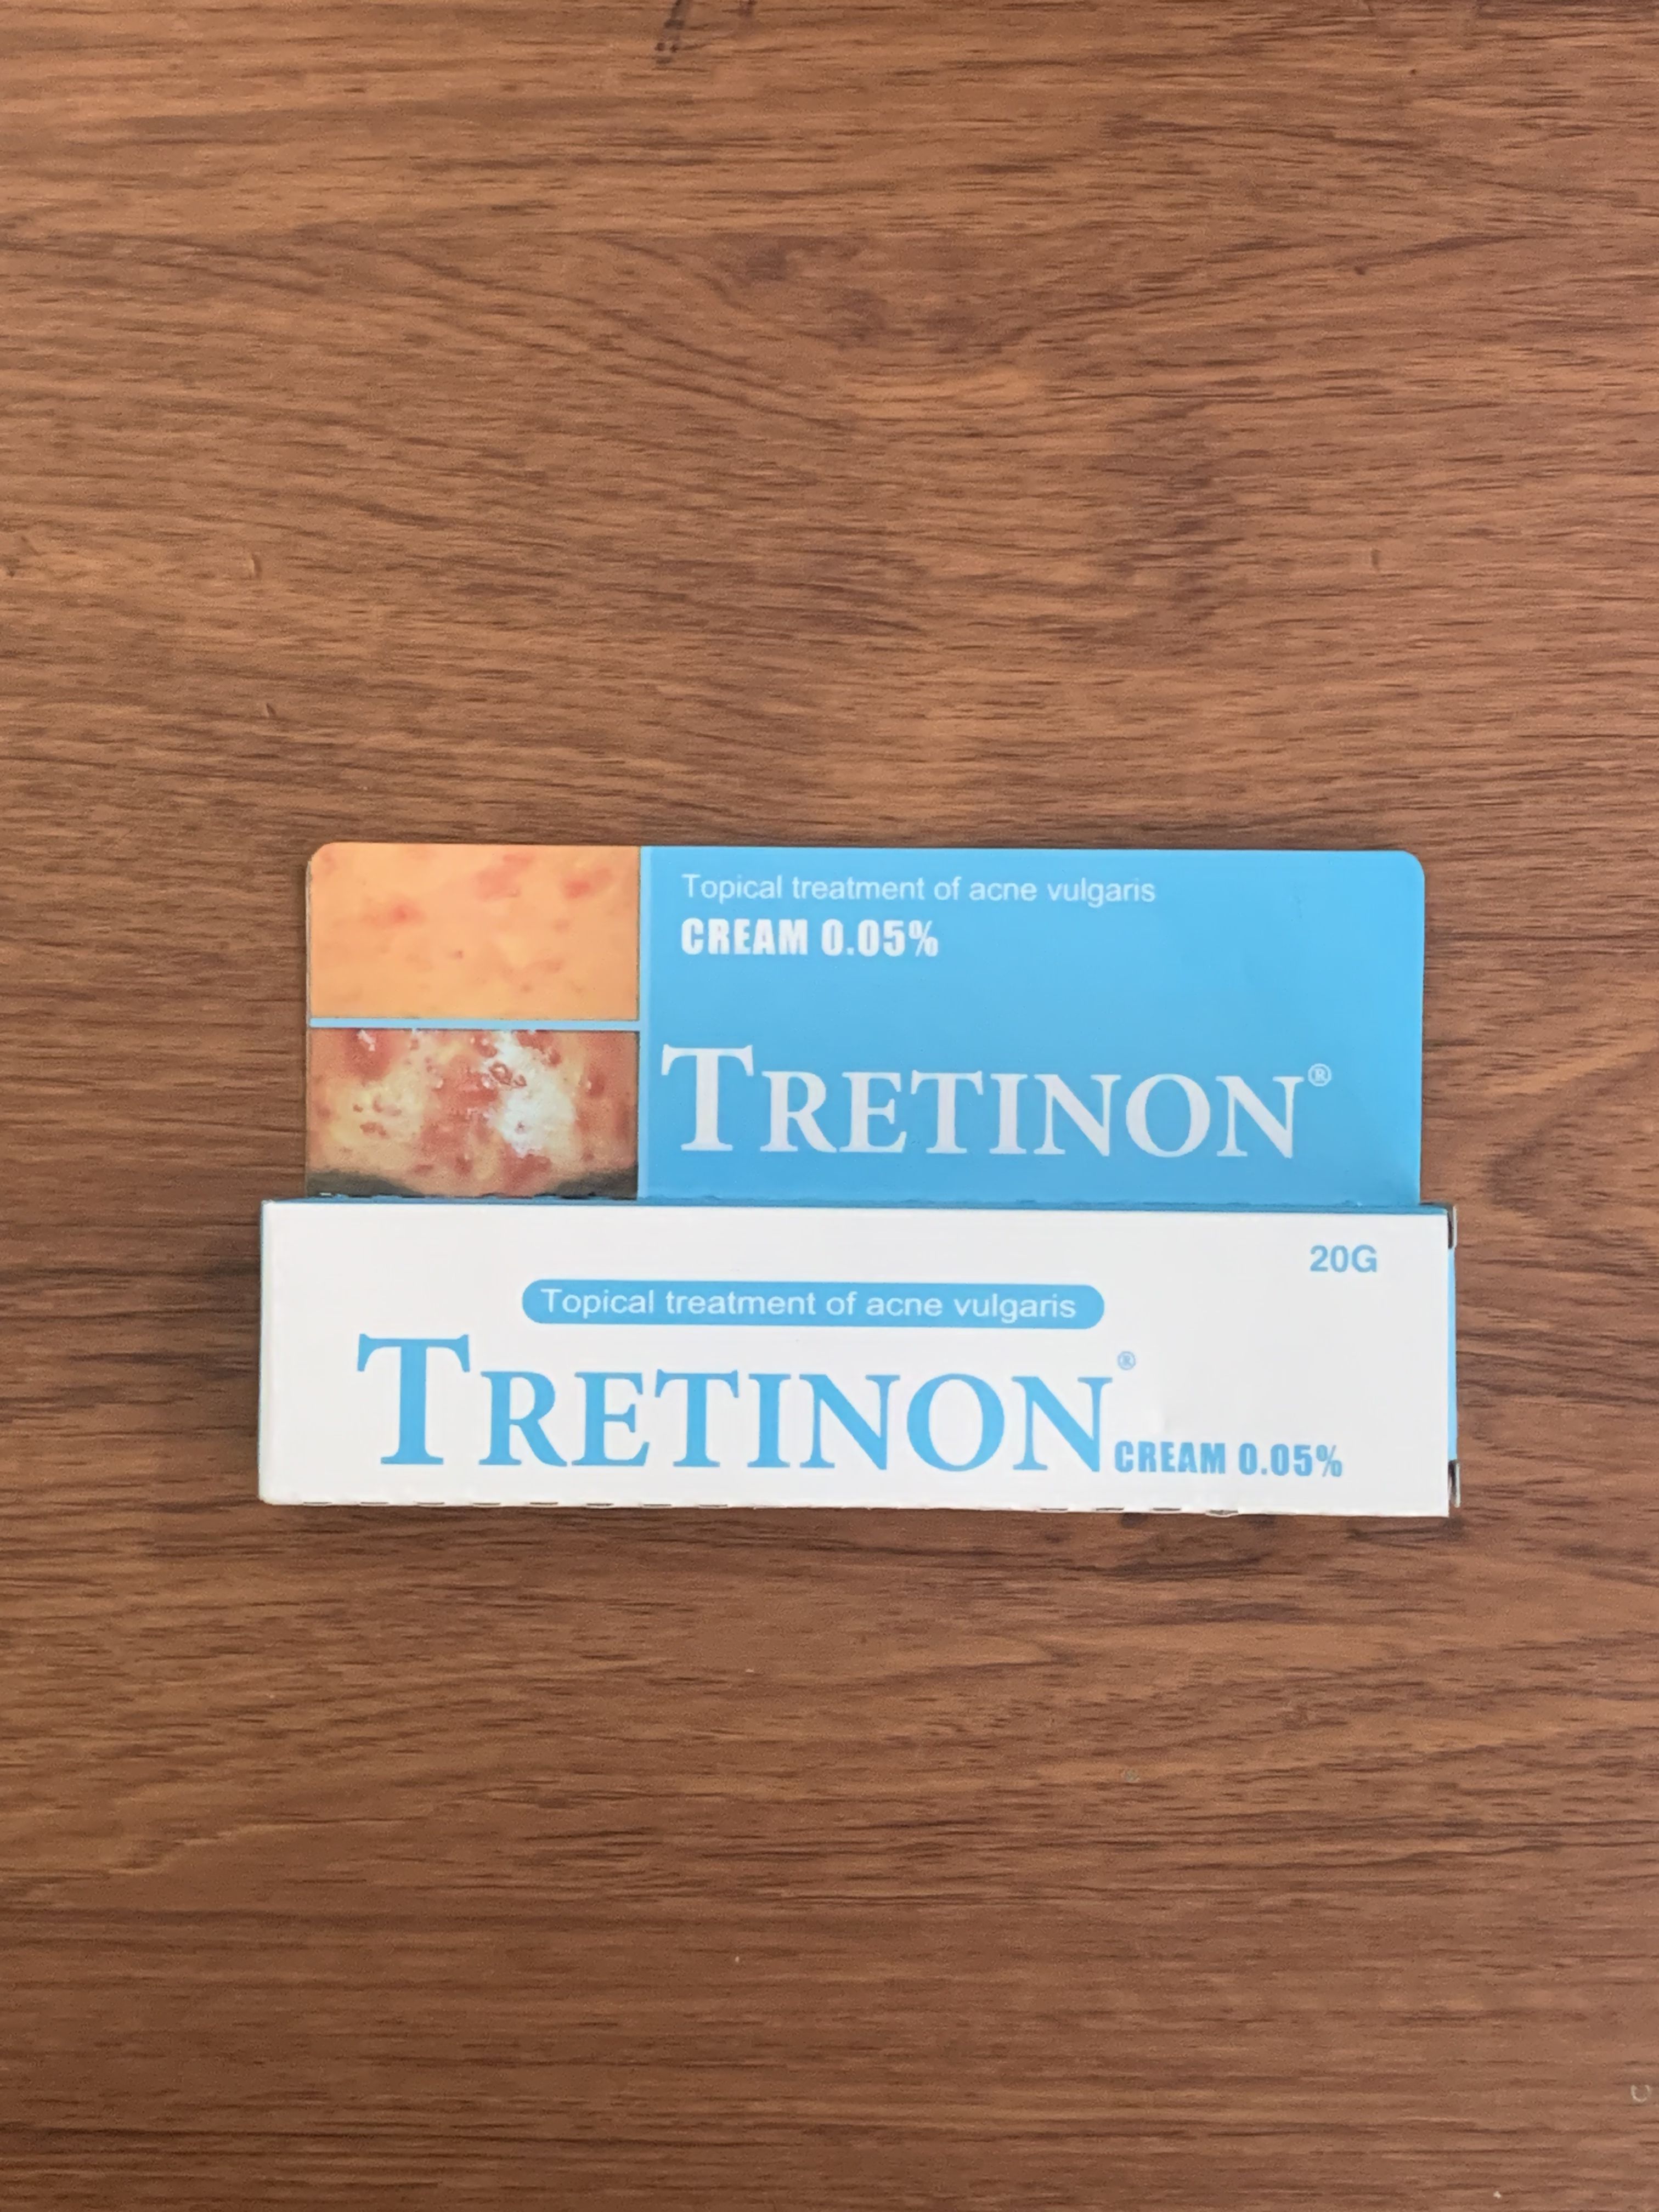 Topical treatment of acne vulgaris
CREAM 0.05%
TRETINON®
20G
Topical treatment of acne vulgaris
TRETINON®
CREAM 0.05%